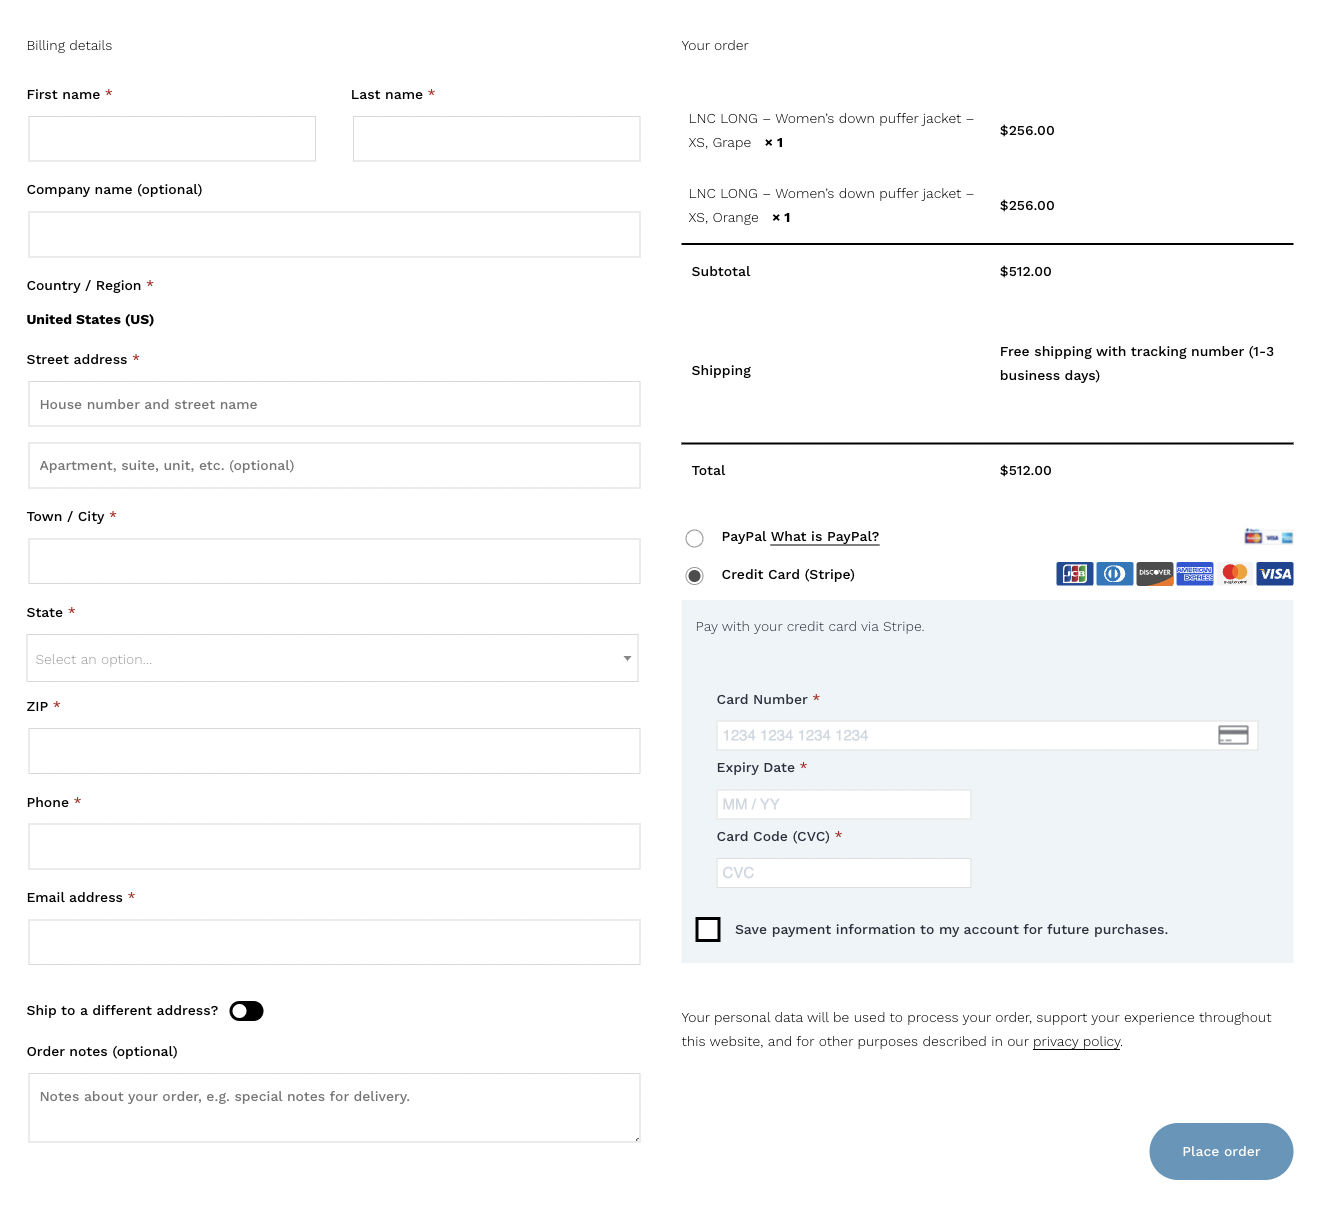 Billing details
First name *
Last name *
Company name (optional)
Country / Region *
United States (US)
Street address *
House number and street name
Apartment, suite, unit, etc. (optional)
Town / City *
State *
Select an option...
ZIP *
Phone *
Email address *
Ship to a different address?
Order notes (optional)
Notes about your order, e.g. special notes for delivery.
Your order
LNC LONG – Women's down puffer jacket –
XS, Grape × 1
$256.00
LNC LONG – Women's down puffer jacket –
XS, Orange × 1
$256.00
Subtotal
$512.00
Shipping
Free shipping with tracking number (1-3
business days)
Total
$512.00
PayPal What is PayPal?
VISA
Credit Card (Stripe)
JCB
DISCOVER
AMERICAN
EXPRESS
mastercard
VISA
Pay with your credit card via Stripe.
Card Number *
1234 1234 1234 1234
Expiry Date *
MM / YY
Card Code (CVC) *
CVC
Save payment information to my account for future purchases.
Your personal data will be used to process your order, support your experience throughout
this website, and for other purposes described in our privacy policy.
Place order